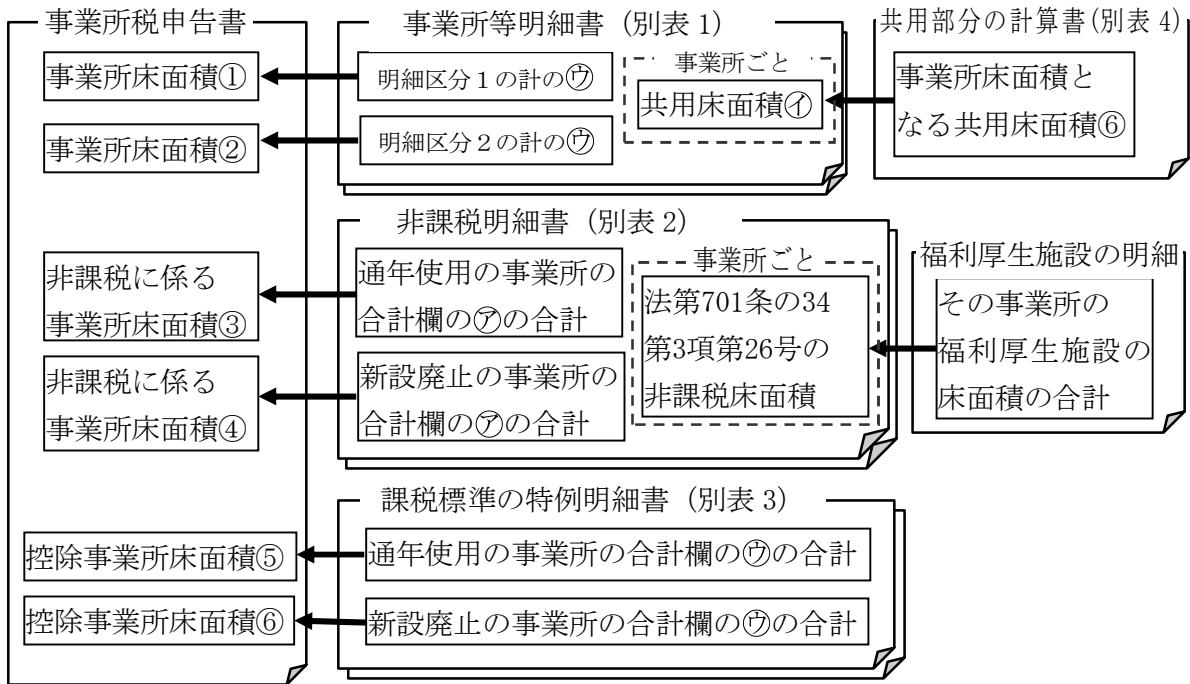 事業所税申告書
事業所床面積①
事業所床面積②
非課税に係る
事業所床面積③
非課税に係る
事業所床面積④
控除事業所床面積⑤
控除事業所床面積⑥
事業所等明細書 (別表 1)
明細区分1の計の㋒
明細区分2の計の㋒
事業所ごと
共用床面積㋑
共用部分の計算書(別表 4)
事業所床面積と
なる共用床面積⑥
非課税明細書 (別表 2)
通年使用の事業所の
合計欄の㋐の合計
新設廃止の事業所の
合計欄の㋐の合計
事業所ごと
法第701条の34
第3項第26号の
非課税床面積
福利厚生施設の明細
その事業所の
福利厚生施設の
床面積の合計
課税標準の特例明細書 (別表 3)
通年使用の事業所の合計欄の㋒の合計
新設廃止の事業所の合計欄の㋒の合計